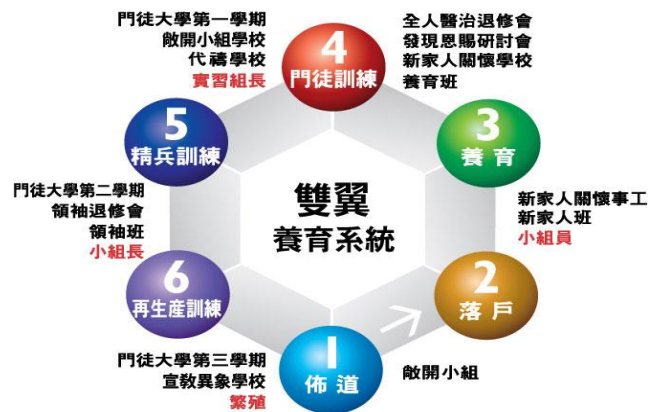 雙翼
養育系統
1
佈道
敞開小組
2
落戶
新家人關懷事工
新家人班
小組員
3
養育
全人醫治退修會
發現恩賜研討會
新家人關懷學校
養育班
4
門徒訓練
門徒大學第一學期
敞開小組學校
代禱學校
實習組長
5
精兵訓練
門徒大學第二學期
領袖退修會
領袖班
小組長
6
再生產訓練
門徒大學第三學期
宣教異象學校
繁殖